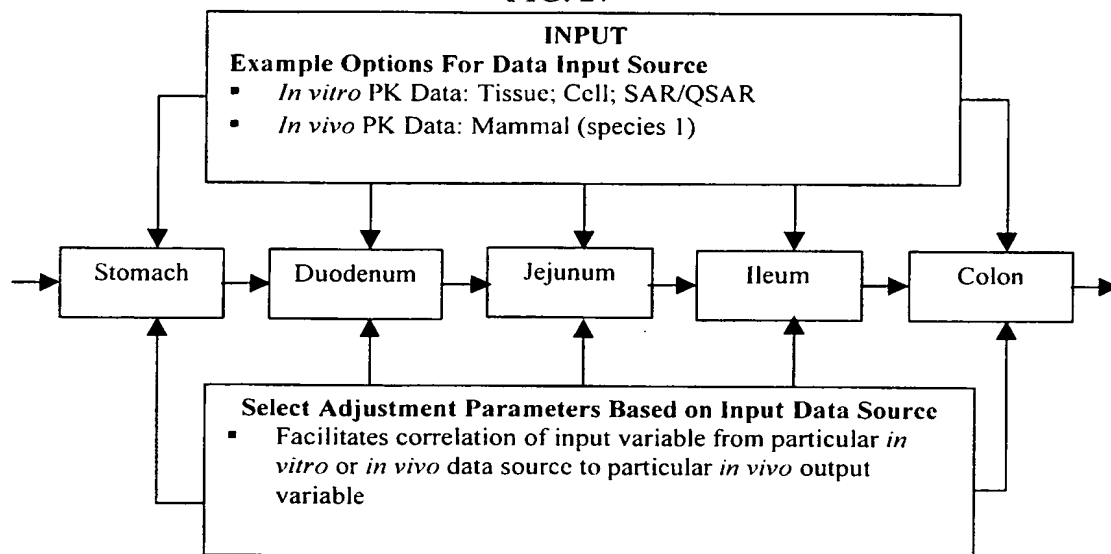 INPUT
Example Options For Data Input Source
▪ In vitro PK Data: Tissue; Cell; SAR/QSAR
▪ In vivo PK Data: Mammal (species 1)
Stomach
Duodenum
Jejunum
Ileum
Colon
Select Adjustment Parameters Based on Input Data Source
▪ Facilitates correlation of input variable from particular in
vitro or in vivo data source to particular in vivo output
variable